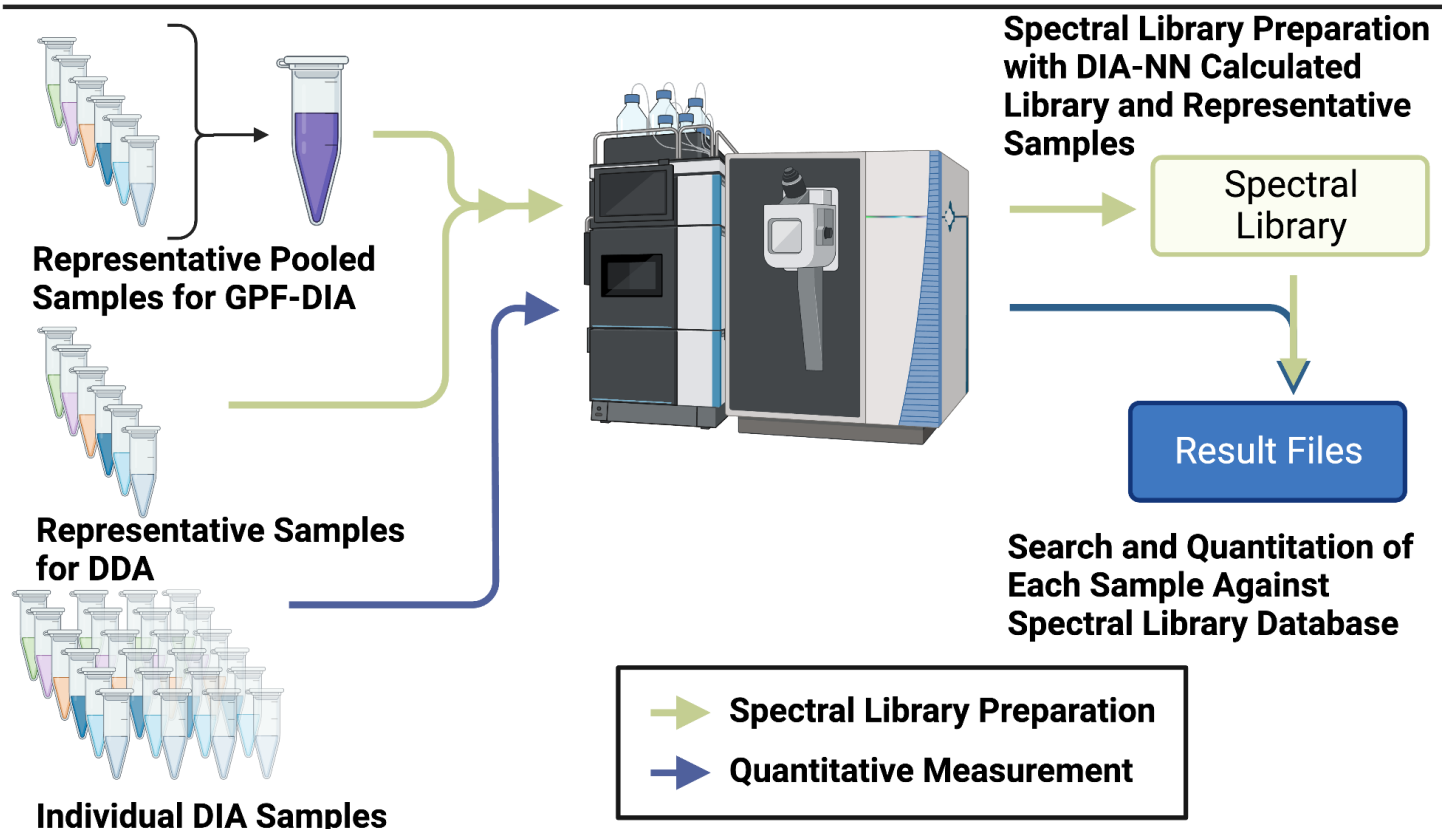 Representative Pooled
Samples for GPF-DIA
Representative Samples
for DDA
Individual DIA Samples
Spectral Library Preparation
with DIA-NN Calculated
Library and Representative
Samples
Spectral
Library
Result Files
Search and Quantitation of
Each Sample Against
Spectral Library Database
Spectral Library Preparation
Quantitative Measurement